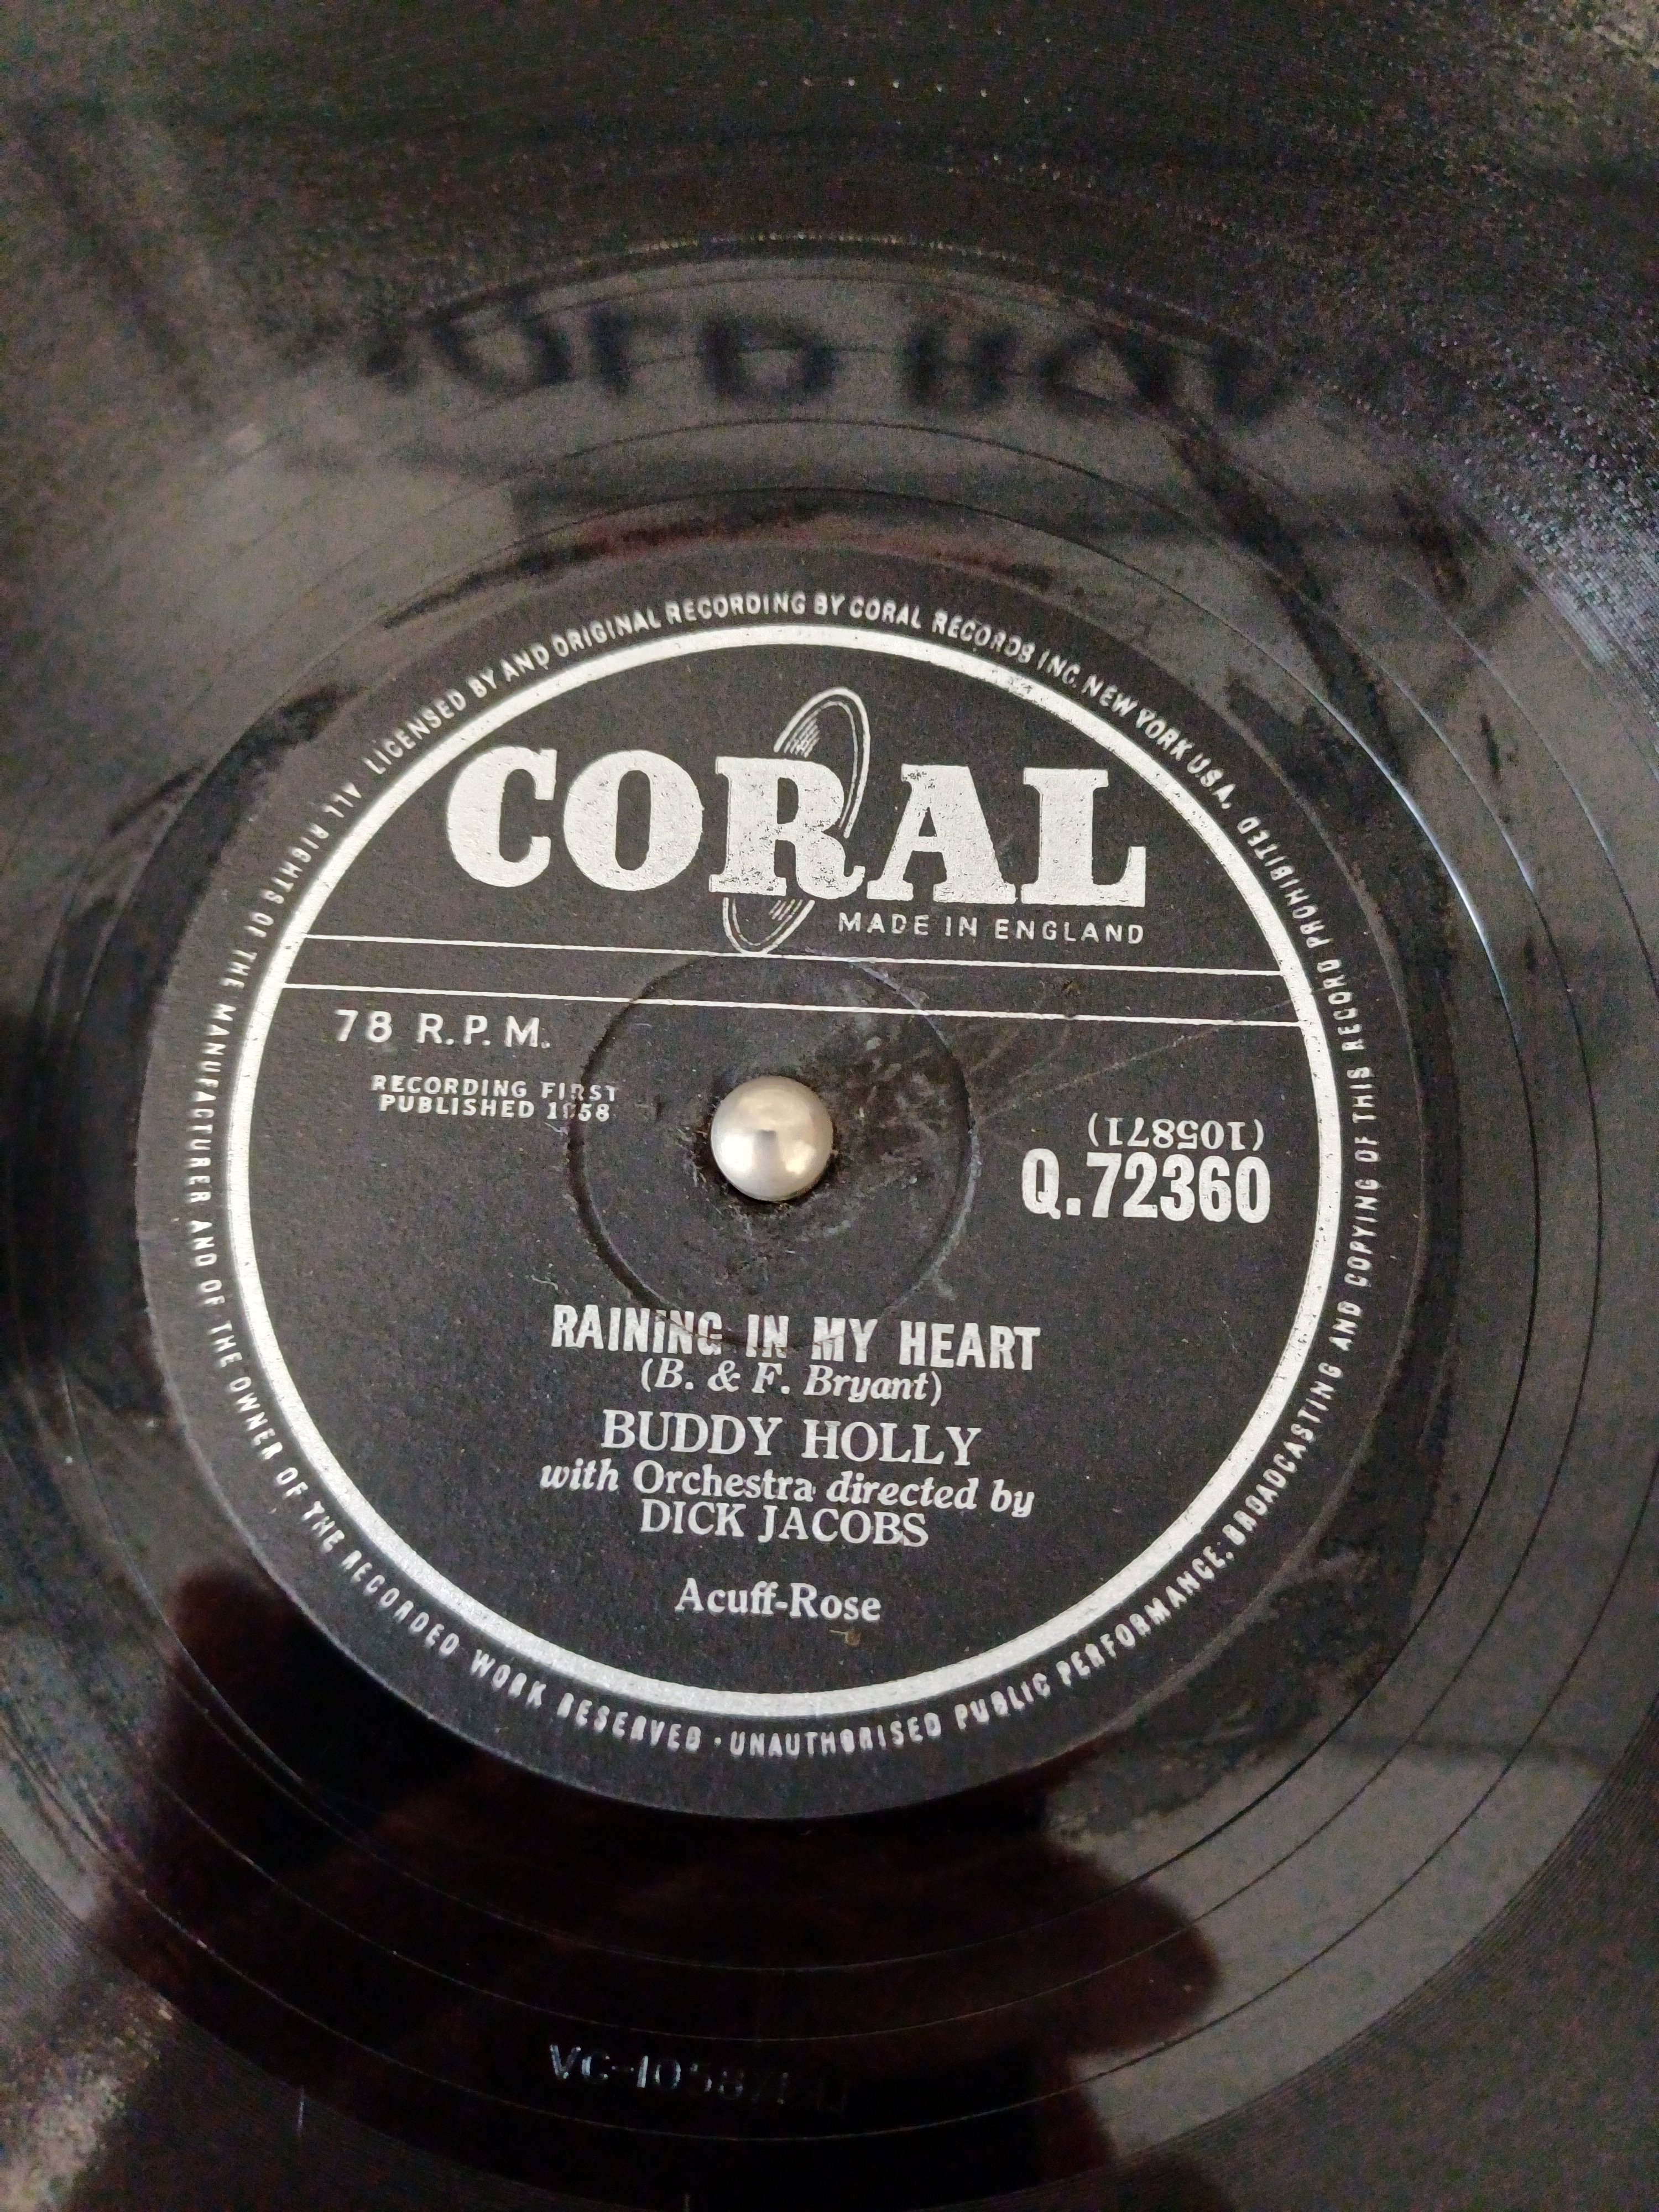 LICENSED BY AND ORIGINAL RECORDING BY CORAL RECORDS INC. NEW YORK U.S.A.
CORAL
MADE IN ENGLAND
78 R.P.M.
RECORDING FIRST
PUBLISHED 1958
(105871)
Q.72360
RAINING IN MY HEART
(B. & F. Bryant)
BUDDY HOLLY
with Orchestra directed by
DICK JACOBS
Acuff-Rose
ALL RIGHTS OF THE MANUFACTURER AND OF THE OWNER OF THE RECORDED WORK RESERVED · UNAUTHORISED PUBLIC PERFORMANCE, BROADCASTING AND COPYING OF THIS RECORD PROHIBITED